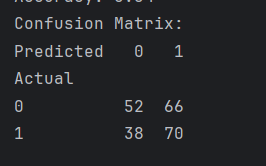 Confusion Matrix:
Predicted 0 1
Actual
0 52 66
1 38 70